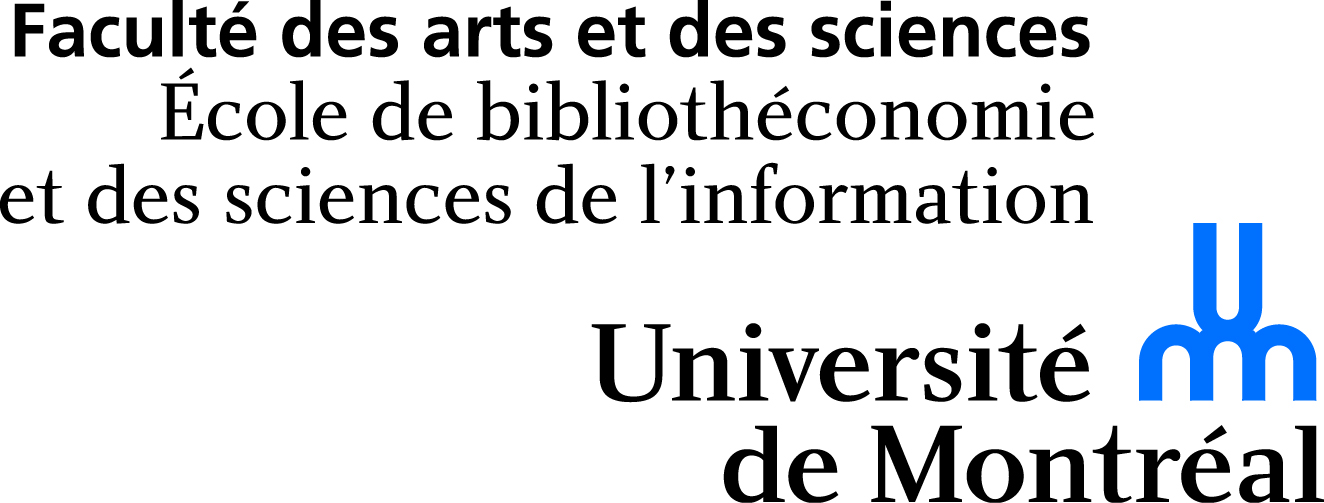 Faculté des arts et des sciences
École de bibliothéconomie
et des sciences de l’information
Université
de Montréal